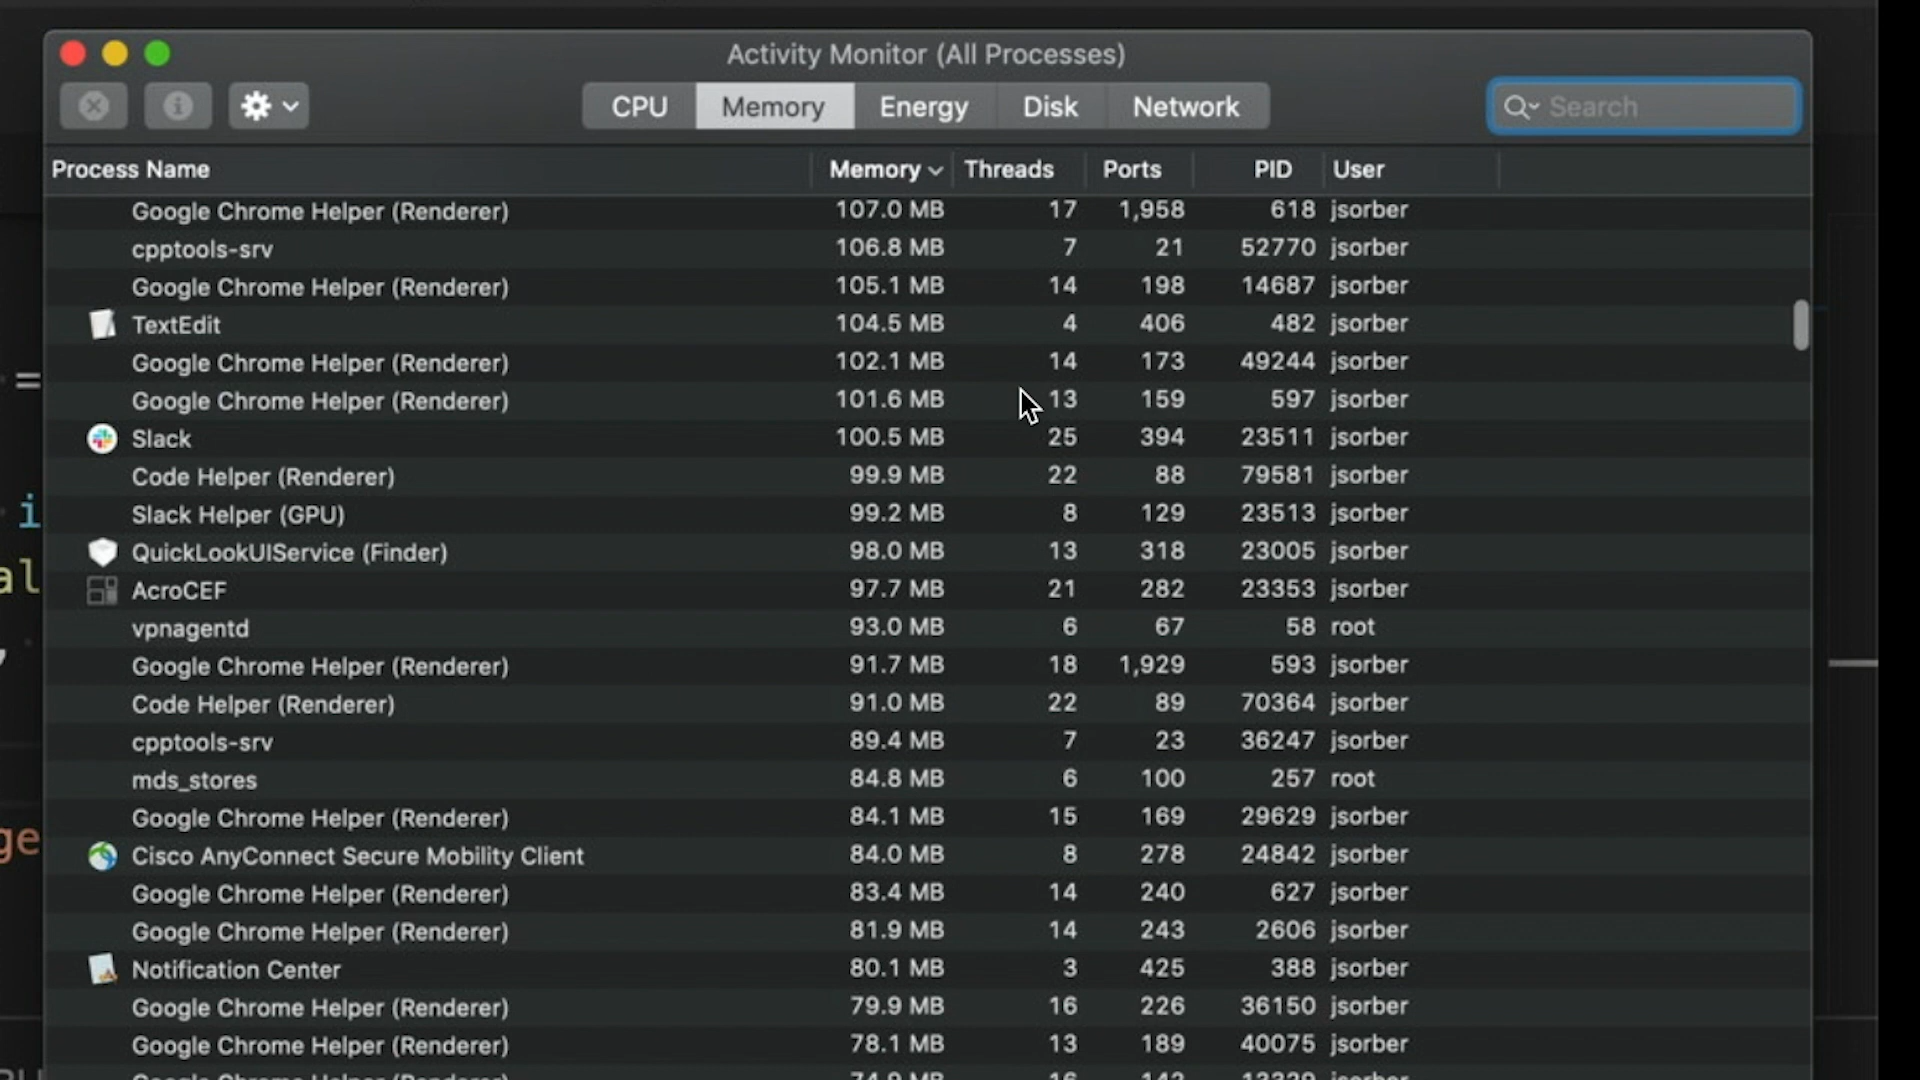 Activity Monitor (All Processes)
CPU Memory Energy Disk Network Search
Process Name Memory Threads Ports PID User
Google Chrome Helper (Renderer) 107.0 MB 17 1,958 618 jsorber
cpptools-srv 106.8 MB 7 21 52770 jsorber
Google Chrome Helper (Renderer) 105.1 MB 14 198 14687 jsorber
TextEdit 104.5 MB 4 406 482 jsorber
Google Chrome Helper (Renderer) 102.1 MB 14 173 49244 jsorber
=
Google Chrome Helper (Renderer) 101.6 MB 13 159 597 jsorber
Slack 100.5 MB 25 394 23511 jsorber
Code Helper (Renderer) 99.9 MB 22 88 79581 jsorber
i
Slack Helper (GPU) 99.2 MB 8 129 23513 jsorber
QuickLookUIService (Finder) 98.0 MB 13 318 23005 jsorber
al
AcroCEF 97.7 MB 21 282 23353 jsorber
vpnagentd 93.0 MB 6 67 58 root
Google Chrome Helper (Renderer) 91.7 MB 18 1,929 593 jsorber
Code Helper (Renderer) 91.0 MB 22 89 70364 jsorber
cpptools-srv 89.4 MB 7 23 36247 jsorber
mds_stores 84.8 MB 6 100 257 root
Google Chrome Helper (Renderer) 84.1 MB 15 169 29629 jsorber
ge
Cisco AnyConnect Secure Mobility Client 84.0 MB 8 278 24842 jsorber
Google Chrome Helper (Renderer) 83.4 MB 14 240 627 jsorber
Google Chrome Helper (Renderer) 81.9 MB 14 243 2606 jsorber
Notification Center 80.1 MB 3 425 388 jsorber
Google Chrome Helper (Renderer) 79.9 MB 16 226 36150 jsorber
Google Chrome Helper (Renderer) 78.1 MB 13 189 40075 jsorber
Google Chrome Helper (Renderer) 74.9 MB 16 142 jsorber